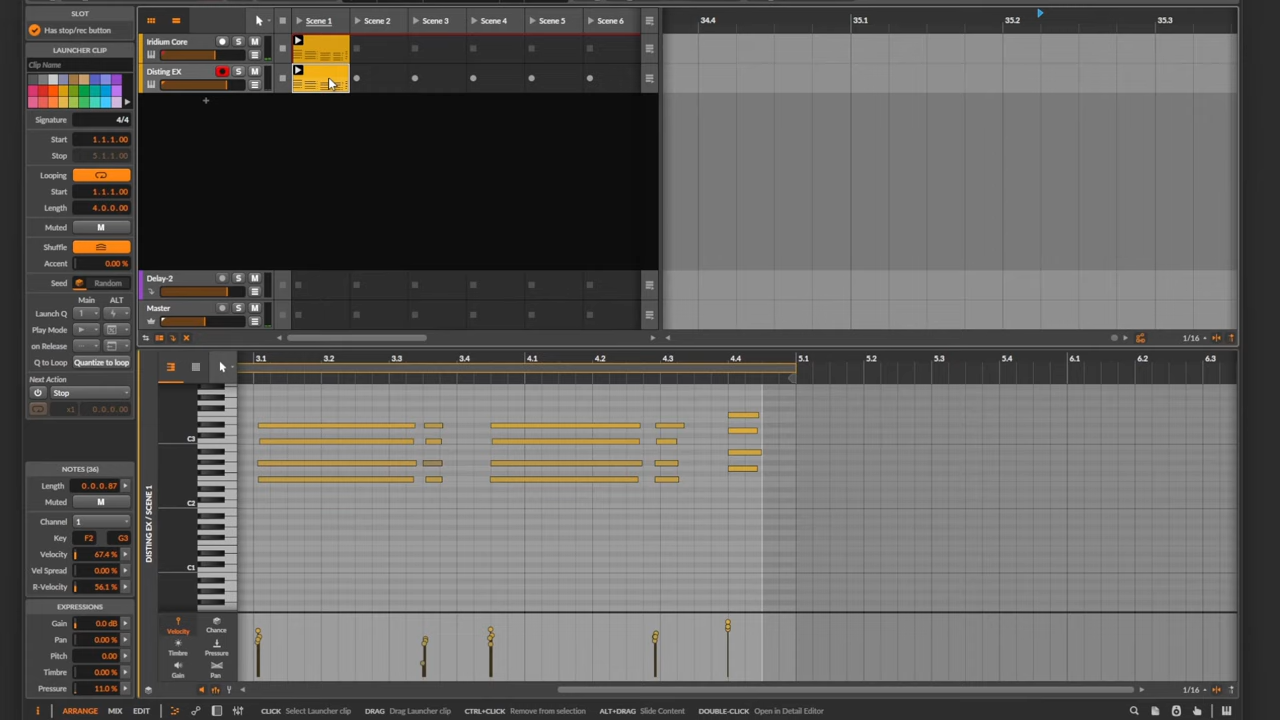 SLOT
Has stop/rec button
LAUNCHER CLIP
Clip Name
Signature 4/4
Start 1.1.1.00
Stop 5.1.1.00
Looping
Start 1.1.1.00
Length 4.0.0.00
Muted M
Shuffle
Accent 0.00 %
Seed Random
Main ALT
Launch Q 1
Play Mode
on Release
Q to Loop Quantize to loop
Next Action
Stop
x1 0.0.0.00
NOTES (36)
Length 0.0.0.87
Muted M
Channel 1
Key F2 G3
Velocity 67.4 %
Vel Spread 0.00 %
R-Velocity 56.1 %
EXPRESSIONS
Gain 0.0 dB
Pan 0.00 %
Pitch 0.00
Timbre 0.00 %
Pressure 11.0 %
Scene 1 Scene 2 Scene 3 Scene 4 Scene 5 Scene 6
Iridium Core S M
Disting EX S M
+
Delay-2 S M
Master S M
34.4 35.1 35.2 35.3
1/16
3.1 3.2 3.3 3.4 4.1 4.2 4.3 4.4 5.1 5.2 5.3 5.4 6.1 6.2 6.3
DISTING EX / SCENE 1
C3
C2
C1
Velocity Chance
Timbre Pressure
Gain Pan
1/16
i ARRANGE MIX EDIT CLICK Select Launcher clip DRAG Drag Launcher Clip CTRL+CLICK Remove from selection ALT+DRAG Slide Content DOUBLE-CLICK Open in Detail Editor